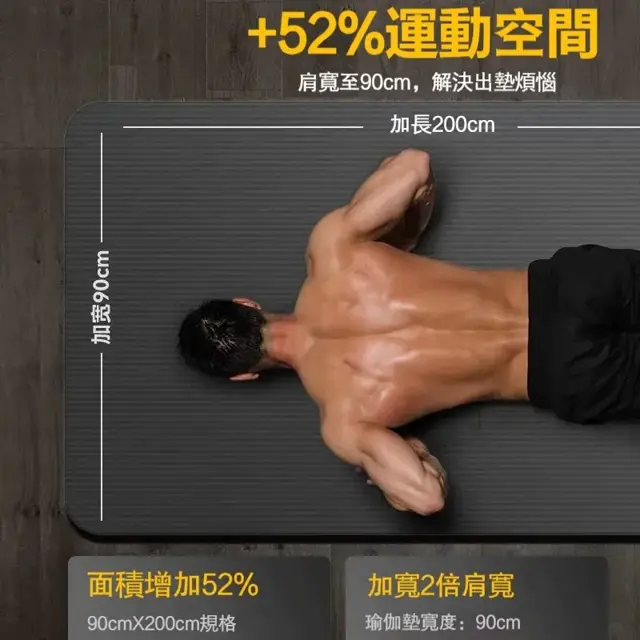 +52%運動空間
肩寬至90cm，解決出墊煩惱
加長200cm
加宽90cm
面積增加52%
90cmX200cm規格
加寬2倍肩寬
瑜伽墊寬度：90cm